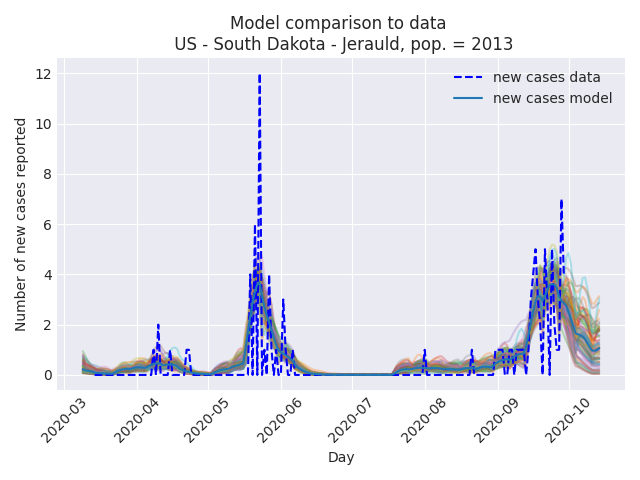 Model comparison to data
US - South Dakota - Jerauld, pop. = 2013
new cases data
new cases model
Number of new cases reported
12
10
8
6
4
2
0
2020-03
2020-04
2020-05
2020-06
2020-07
2020-08
2020-09
2020-10
Day